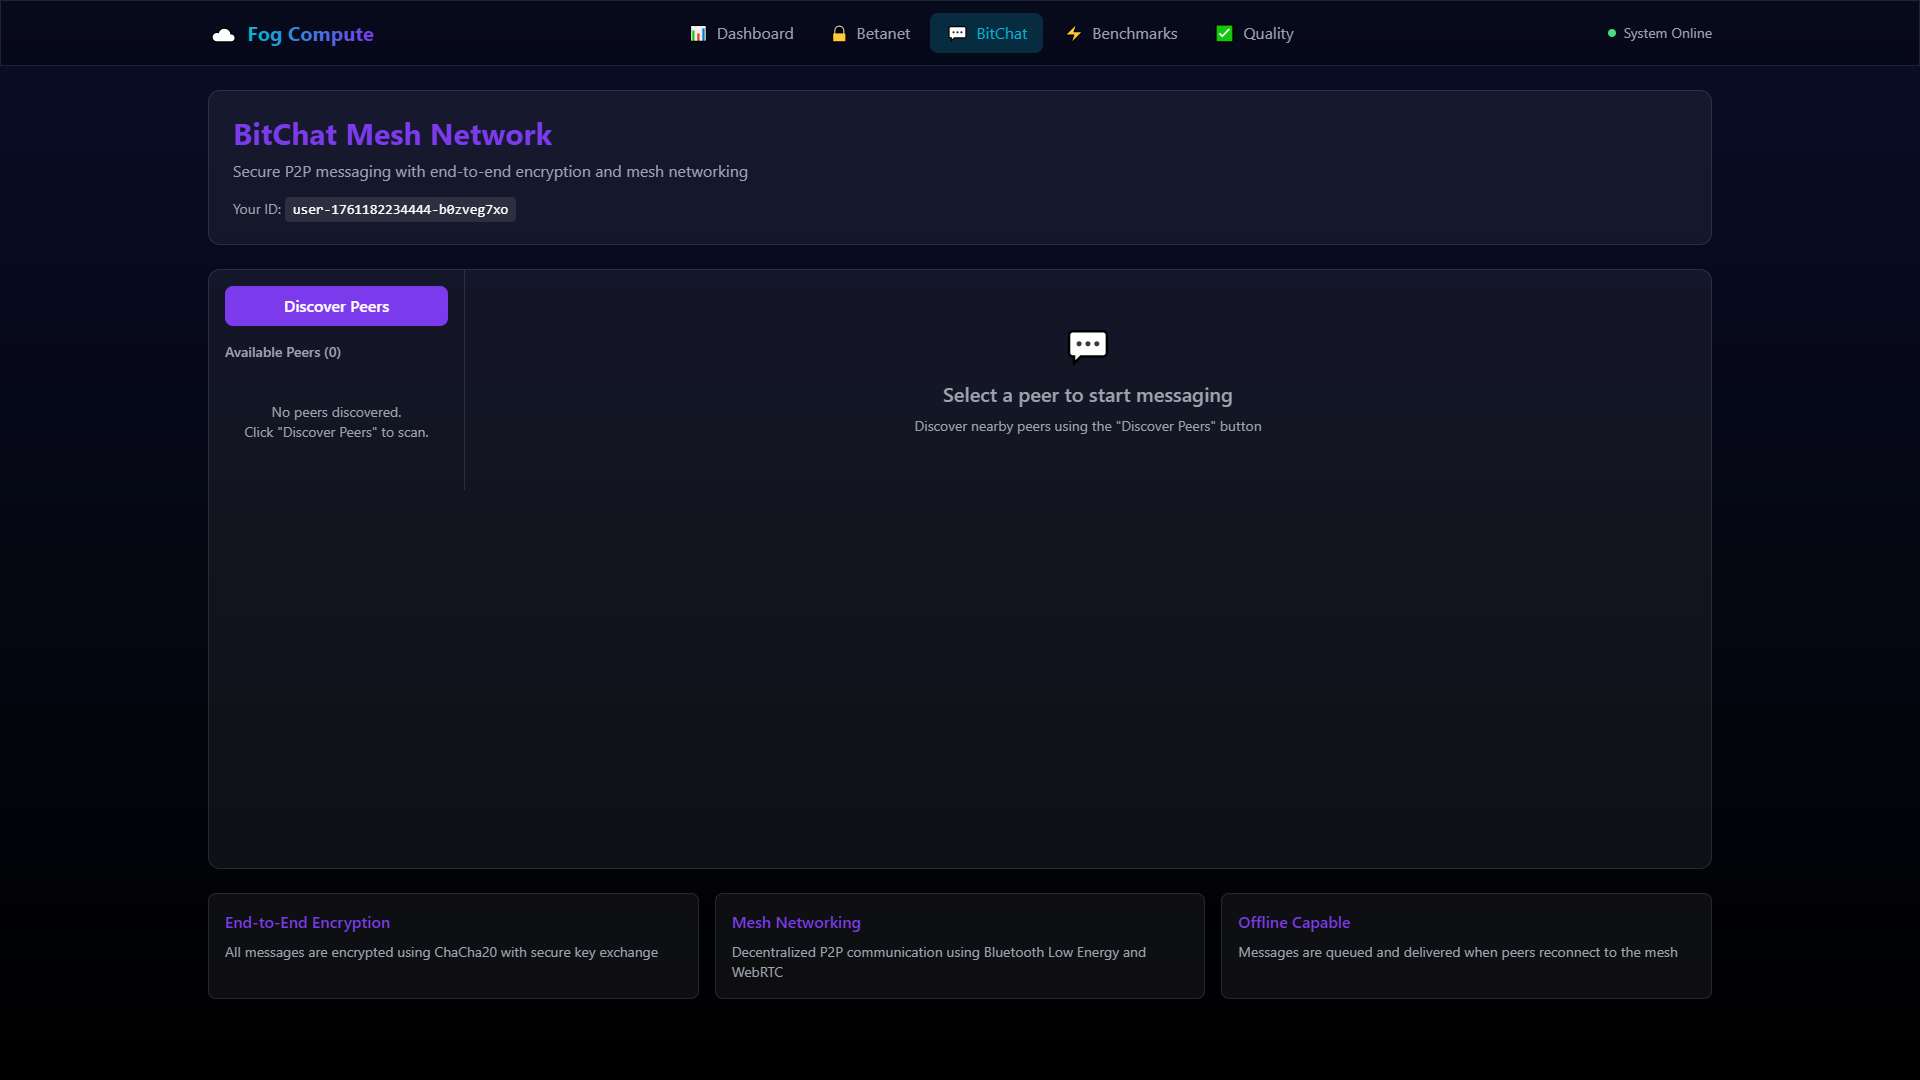 Fog Compute
Dashboard
Betanet
BitChat
Benchmarks
Quality
System Online
BitChat Mesh Network
Secure P2P messaging with end-to-end encryption and mesh networking
Your ID: user-1761182234444-b0zveg7xo
Discover Peers
Available Peers (0)
No peers discovered.
Click "Discover Peers" to scan.
Select a peer to start messaging
Discover nearby peers using the "Discover Peers" button
End-to-End Encryption
All messages are encrypted using ChaCha20 with secure key exchange
Mesh Networking
Decentralized P2P communication using Bluetooth Low Energy and
WebRTC
Offline Capable
Messages are queued and delivered when peers reconnect to the mesh